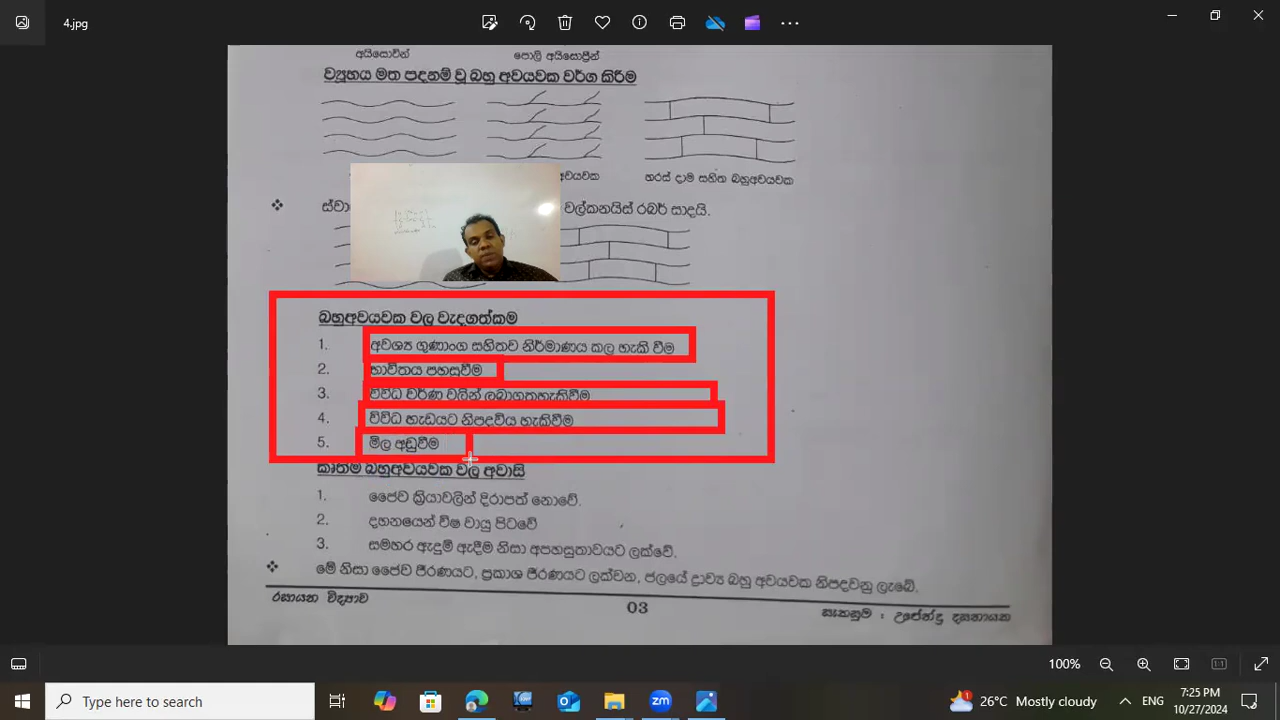 4.jpg
අයිසොවින් පොලි අයිසොප්‍රීන්
ව්‍යූහය මත පදනම් වූ බහු අවයවක වර්ග කිරීම
හරස් දාම සහිත බහුඅවයවක
වල්කනයිස් රබර් සාදයි.
බහුඅවයවක වල වැදගත්කම
1. අවශ්‍ය ගුණාංග සහිතව නිර්මාණය කල හැකි වීම
2. භාවිතය පහසුවීම
3. විවිධ වර්ණ වලින් ලබාගතහැකිවීම
4. විවිධ හැඩයට නිපදවිය හැකිවීම
5. මිල අඩුවීම
කෘතිම බහුඅවයවක වල අවාසි
1. ජෛව ක්‍රියාවලින් දිරාපත් නොවේ.
2. දහනයෙන් විෂ වායු පිටවේ
3. සමහර ඇදුම් ඇදීම නිසා අපහසුතාවයට ලක්වේ.
❖ මේ නිසා ජෛව ජීරණයට, ප්‍රකාශ ජීරණයට ලක්වන, ජලයේ ද්‍රාව්‍ය බහු අවයවක නිපදවනු ලැබේ.
රසායන විද්‍යාව 03 සැකසුම : උපේන්ද්‍ර දසනායක
100%
Type here to search
26°C Mostly cloudy ENG 7:25 PM
10/27/2024